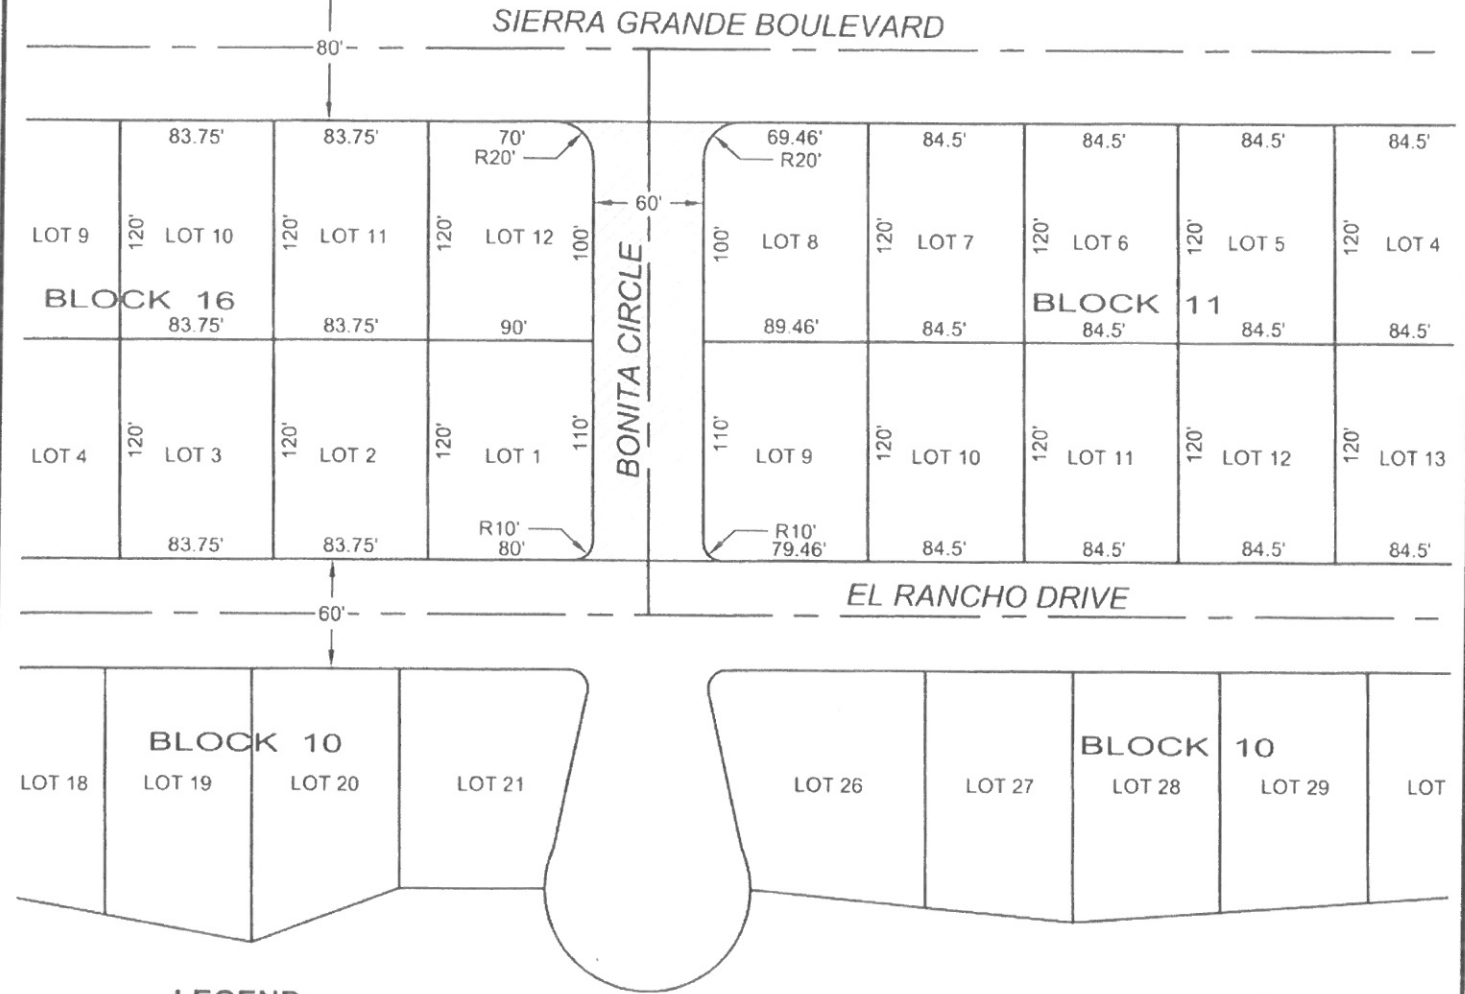 SIERRA GRANDE BOULEVARD
80'
83.75' 83.75' 70' 69.46' 84.5' 84.5' 84.5' 84.5'
R20' R20'
60'
LOT 9 120' LOT 10 120' LOT 11 120' LOT 12 100' 100' LOT 8 120' LOT 7 120' LOT 6 120' LOT 5 120' LOT 4
BLOCK 16 BLOCK 11
83.75' 83.75' 90' 89.46' 84.5' 84.5' 84.5' 84.5'
BONITA CIRCLE
LOT 4 120' LOT 3 120' LOT 2 120' LOT 1 110' 110' LOT 9 120' LOT 10 120' LOT 11 120' LOT 12 120' LOT 13
R10' R10'
83.75' 83.75' 80' 79.46' 84.5' 84.5' 84.5' 84.5'
EL RANCHO DRIVE
60'
BLOCK 10 BLOCK 10
LOT 18 LOT 19 LOT 20 LOT 21 LOT 26 LOT 27 LOT 28 LOT 29 LOT
LEGEND